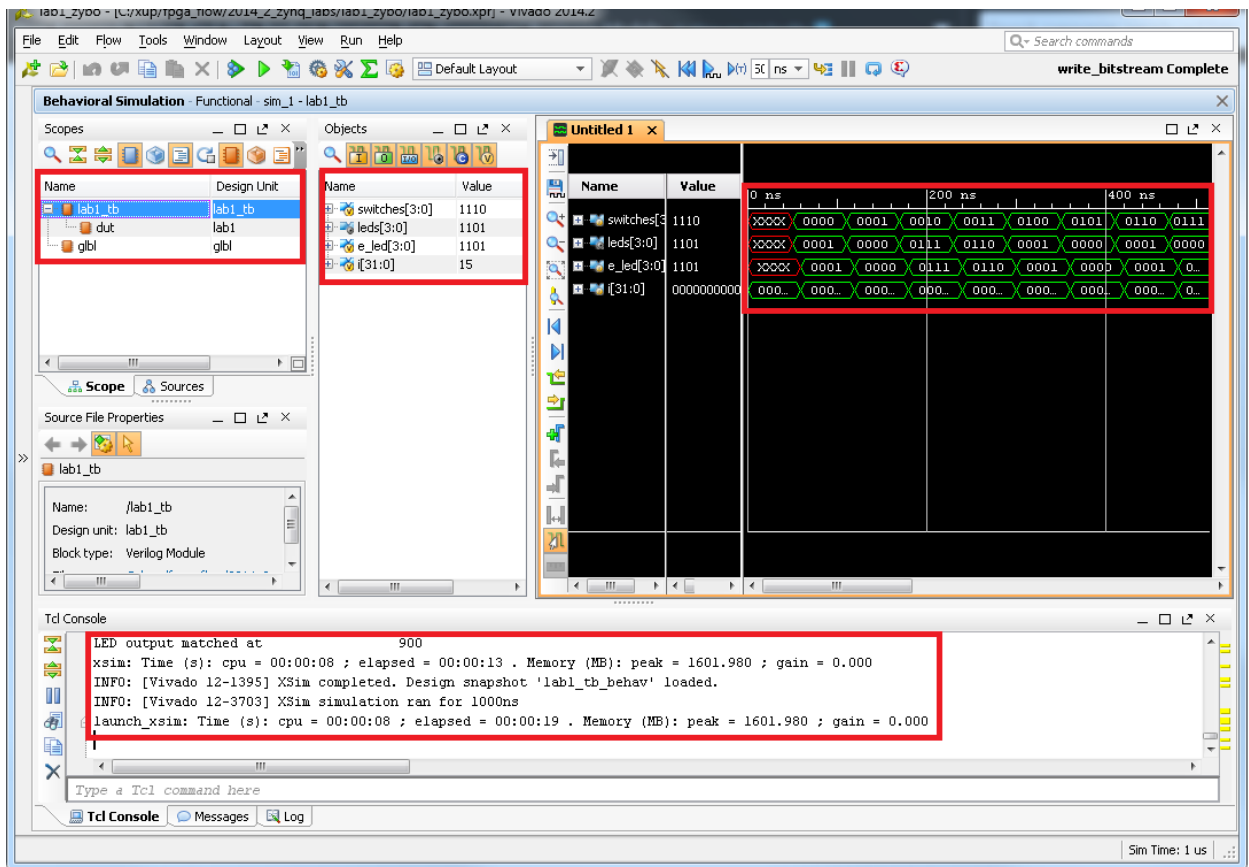 lab1_zybo - [C:/xup/fpga_flow/2014_2_zynq_labs/lab1_zybo/lab1_zybo.xpr] - Vivado 2014.2
File Edit Flow Tools Window Layout View Run Help
Search commands
Default Layout
ns
write_bitstream Complete
Behavioral Simulation - Functional - sim_1 - lab1_tb
Scopes
Name Design Unit
lab1_tb lab1_tb
dut lab1
glbl glbl
Scope Sources
Source File Properties
lab1_tb
Name: /lab1_tb
Design unit: lab1_tb
Block type: Verilog Module
Objects
Name Value
switches[3:0] 1110
leds[3:0] 1101
e_led[3:0] 1101
i[31:0] 15
Untitled 1
Name Value
0 ns 200 ns 400 ns
switches[3 1110 XXXX 0000 0001 0010 0011 0100 0101 0110 0111
leds[3:0] 1101 XXXX 0001 0000 0111 0110 0001 0000 0001 0000
e_led[3:0] 1101 XXXX 0001 0000 0111 0110 0001 0000 0001 0...
i[31:0] 0000000000 000... 000... 000... 000... 000... 000... 000... 000... 0...
Tcl Console
LED output matched at 900
xsim: Time (s): cpu = 00:00:08 ; elapsed = 00:00:13 . Memory (MB): peak = 1601.980 ; gain = 0.000
INFO: [Vivado 12-1395] XSim completed. Design snapshot 'lab1_tb_behav' loaded.
INFO: [Vivado 12-3703] XSim simulation ran for 1000ns
launch_xsim: Time (s): cpu = 00:00:08 ; elapsed = 00:00:19 . Memory (MB): peak = 1601.980 ; gain = 0.000
Type a Tcl command here
Tcl Console Messages Log
Sim Time: 1 us